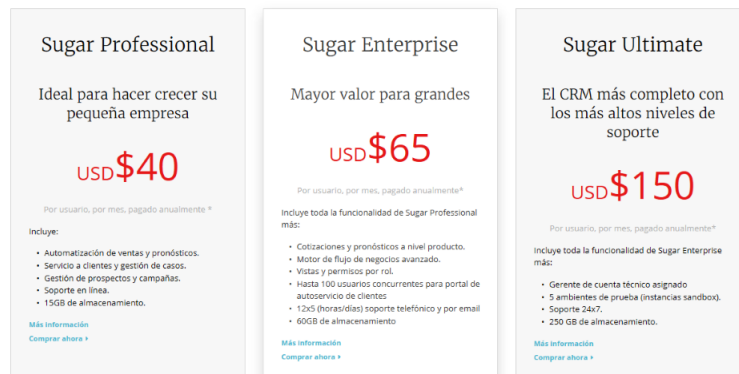 Sugar Professional
Ideal para hacer crecer su
pequeña empresa
USD$40
Por usuario, por mes, pagado anualmente *
Incluye:
• Automatización de ventas y pronósticos.
• Servicio a clientes y gestión de casos.
• Gestión de prospectos y campañas.
• Soporte en línea.
• 15GB de almacenamiento.
Más información
Comprar ahora ›
Sugar Enterprise
Mayor valor para grandes
USD$65
Por usuario, por mes, pagado anualmente*
Incluye toda la funcionalidad de Sugar Professional
más:
• Cotizaciones y pronósticos a nivel producto.
• Motor de flujo de negocios avanzado.
• Vistas y permisos por rol.
• Hasta 100 usuarios concurrentes para portal de
autoservicio de clientes
• 12x5 (horas/días) soporte telefónico y por email
• 60GB de almacenamiento
Más información
Comprar ahora ›
Sugar Ultimate
El CRM más completo con
los más altos niveles de
soporte
USD$150
Por usuario, por mes, pagado anualmente*
Incluye toda la funcionalidad de Sugar Enterprise
más:
• Gerente de cuenta técnico asignado
• 5 ambientes de prueba (instancias sandbox).
• Soporte 24x7.
• 250 GB de almacenamiento.
Más información
Comprar ahora ›